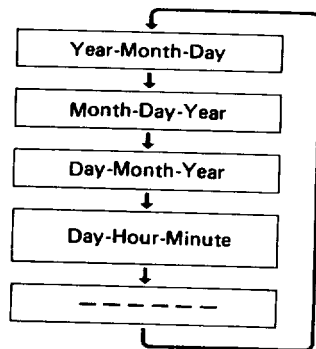 Year-Month-Day
Month-Day-Year
Day-Month-Year
Day-Hour-Minute
– – – – – –